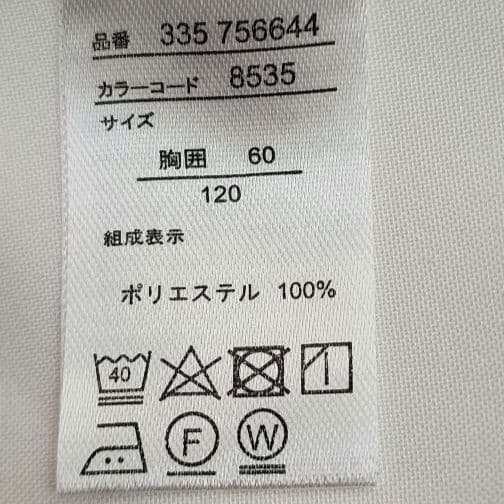 品番 335 756644
カラーコード 8535
サイズ
胸囲 60
120
組成表示
ポリエステル 100%
40
F W